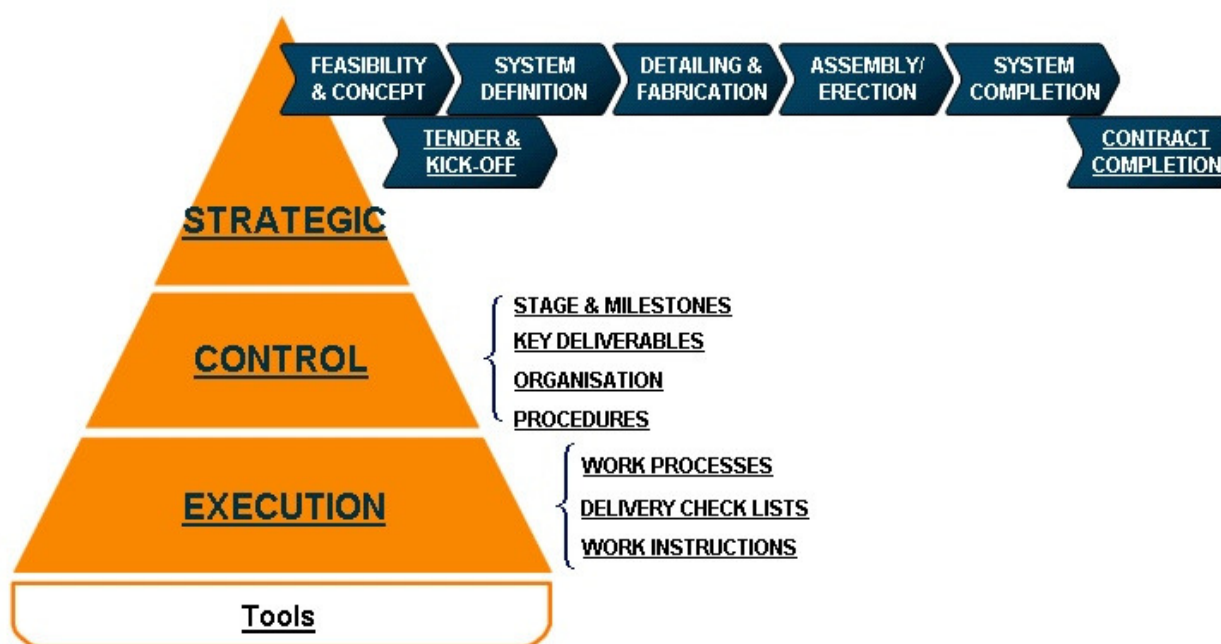 FEASIBILITY
& CONCEPT
SYSTEM
DEFINITION
DETAILING &
FABRICATION
ASSEMBLY/
ERECTION
SYSTEM
COMPLETION
TENDER &
KICK-OFF
CONTRACT
COMPLETION
STRATEGIC
CONTROL
STAGE & MILESTONES
KEY DELIVERABLES
ORGANISATION
PROCEDURES
EXECUTION
WORK PROCESSES
DELIVERY CHECK LISTS
WORK INSTRUCTIONS
Tools